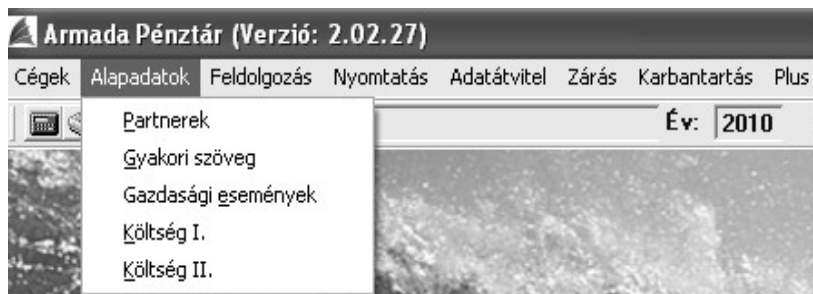 Armada Pénztár (Verzió: 2.02.27)
Cégek Alapadatok Feldolgozás Nyomtatás Adatátvitel Zárás Karbantartás Plus
Év: 2010
Partnerek
Gyakori szöveg
Gazdasági események
Költség I.
Költség II.